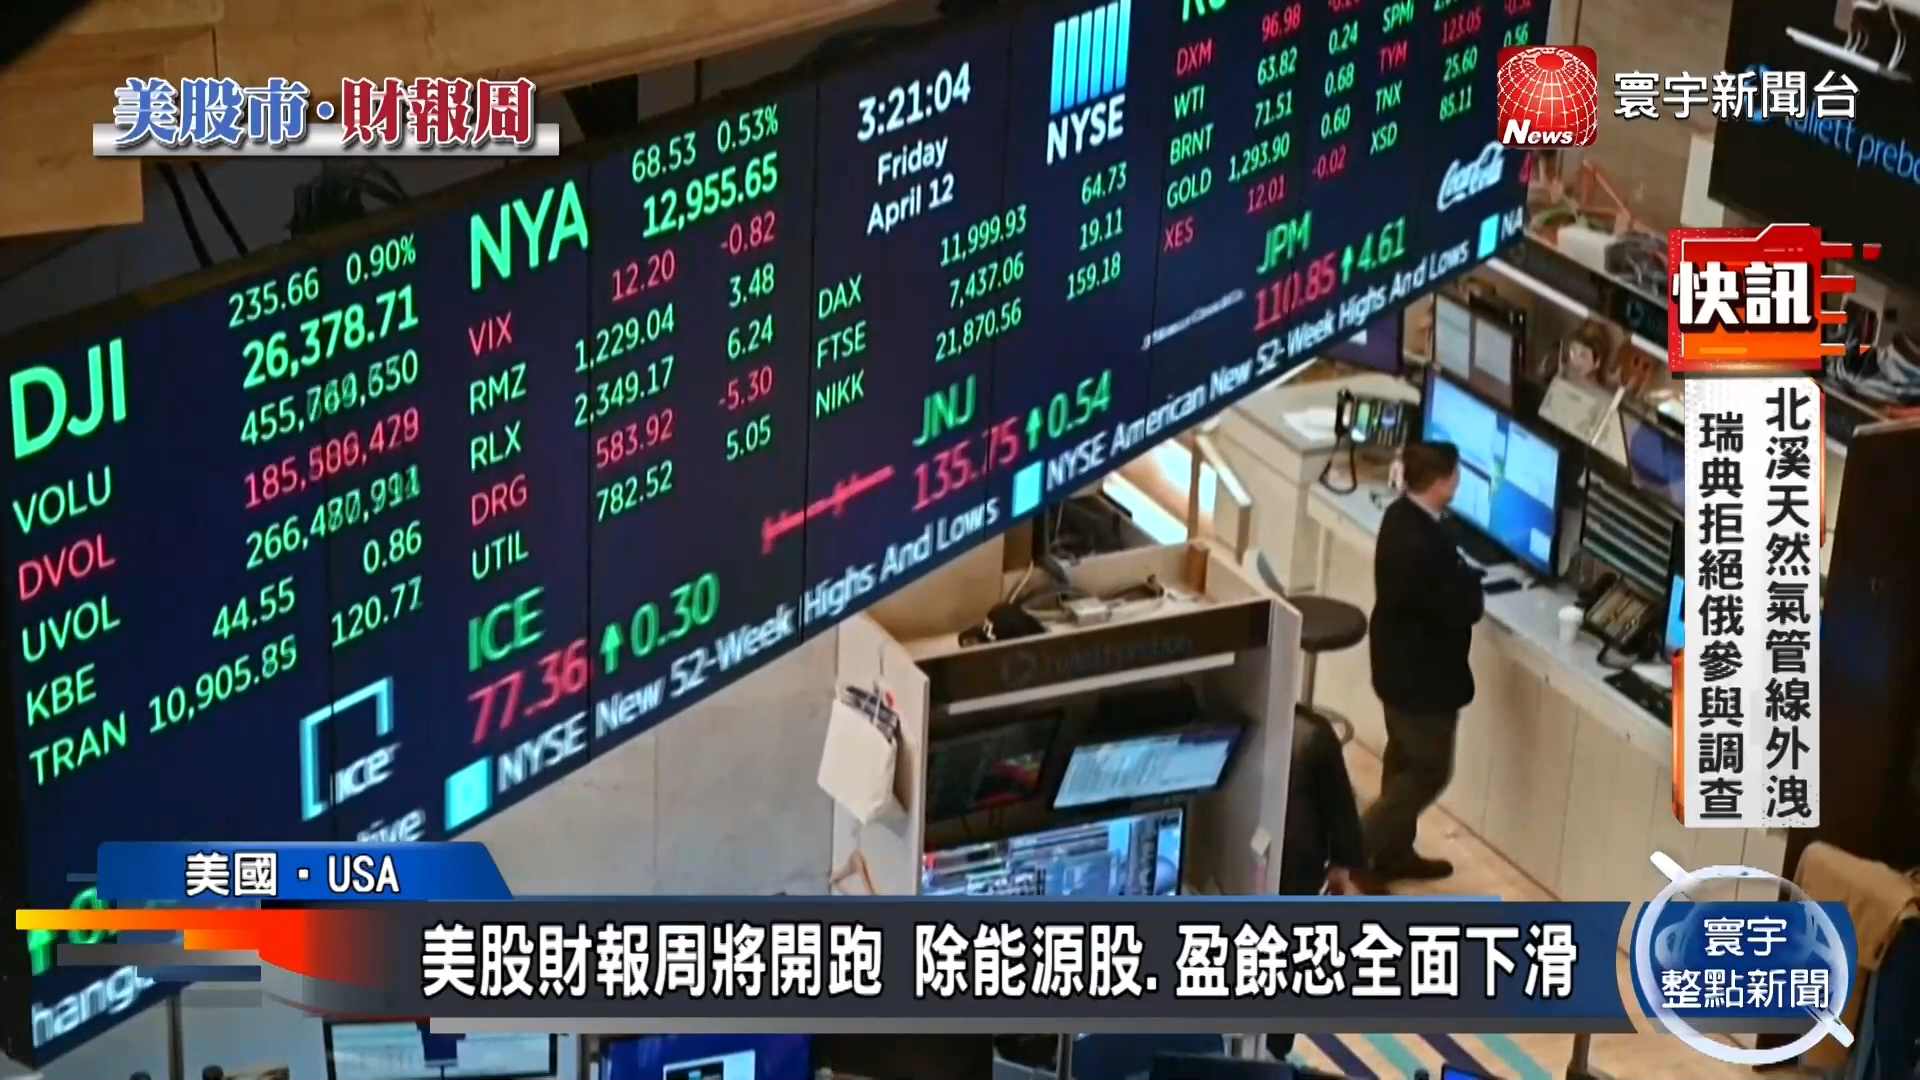 美股市·財報周
寰宇新聞台
News
快訊
北溪天然氣管線外洩
瑞典拒絕俄參與調查
DJI
235.66 0.90%
26,378.71
VOLU
DVOL
UVOL
KBE 44.55 0.86
TRAN 10,905.85 120.77
ICE
NYA
68.53 0.53%
12,955.65
VIX 12.20 -0.82
RMZ 1,229.04 3.48
RLX 2,349.17 6.24
DRG 583.92 -5.30
UTIL 782.52 5.05
ICE
77.36 0.30
3:21:04
Friday
April 12
NYSE
DAX 11,999.93 64.73
FTSE 7,437.06 19.11
NIKK 21,870.56 159.18
JNJ
135.75 0.54
96.98
DXM
WTI 63.82 0.24
BRNT 71.51 0.68
GOLD 1,293.90 0.60
XES 12.01 -0.02
SPMI
TYM 123.05
TNX 25.60 0.56
XSD 85.11
JPM
110.85 4.61
Coca-Cola
NYSE New 52-Week Highs And Lows
NYSE American New 52-Week Highs And Lows
NA
tullett prebo
美國·USA
美股財報周將開跑 除能源股.盈餘恐全面下滑
寰宇
整點新聞